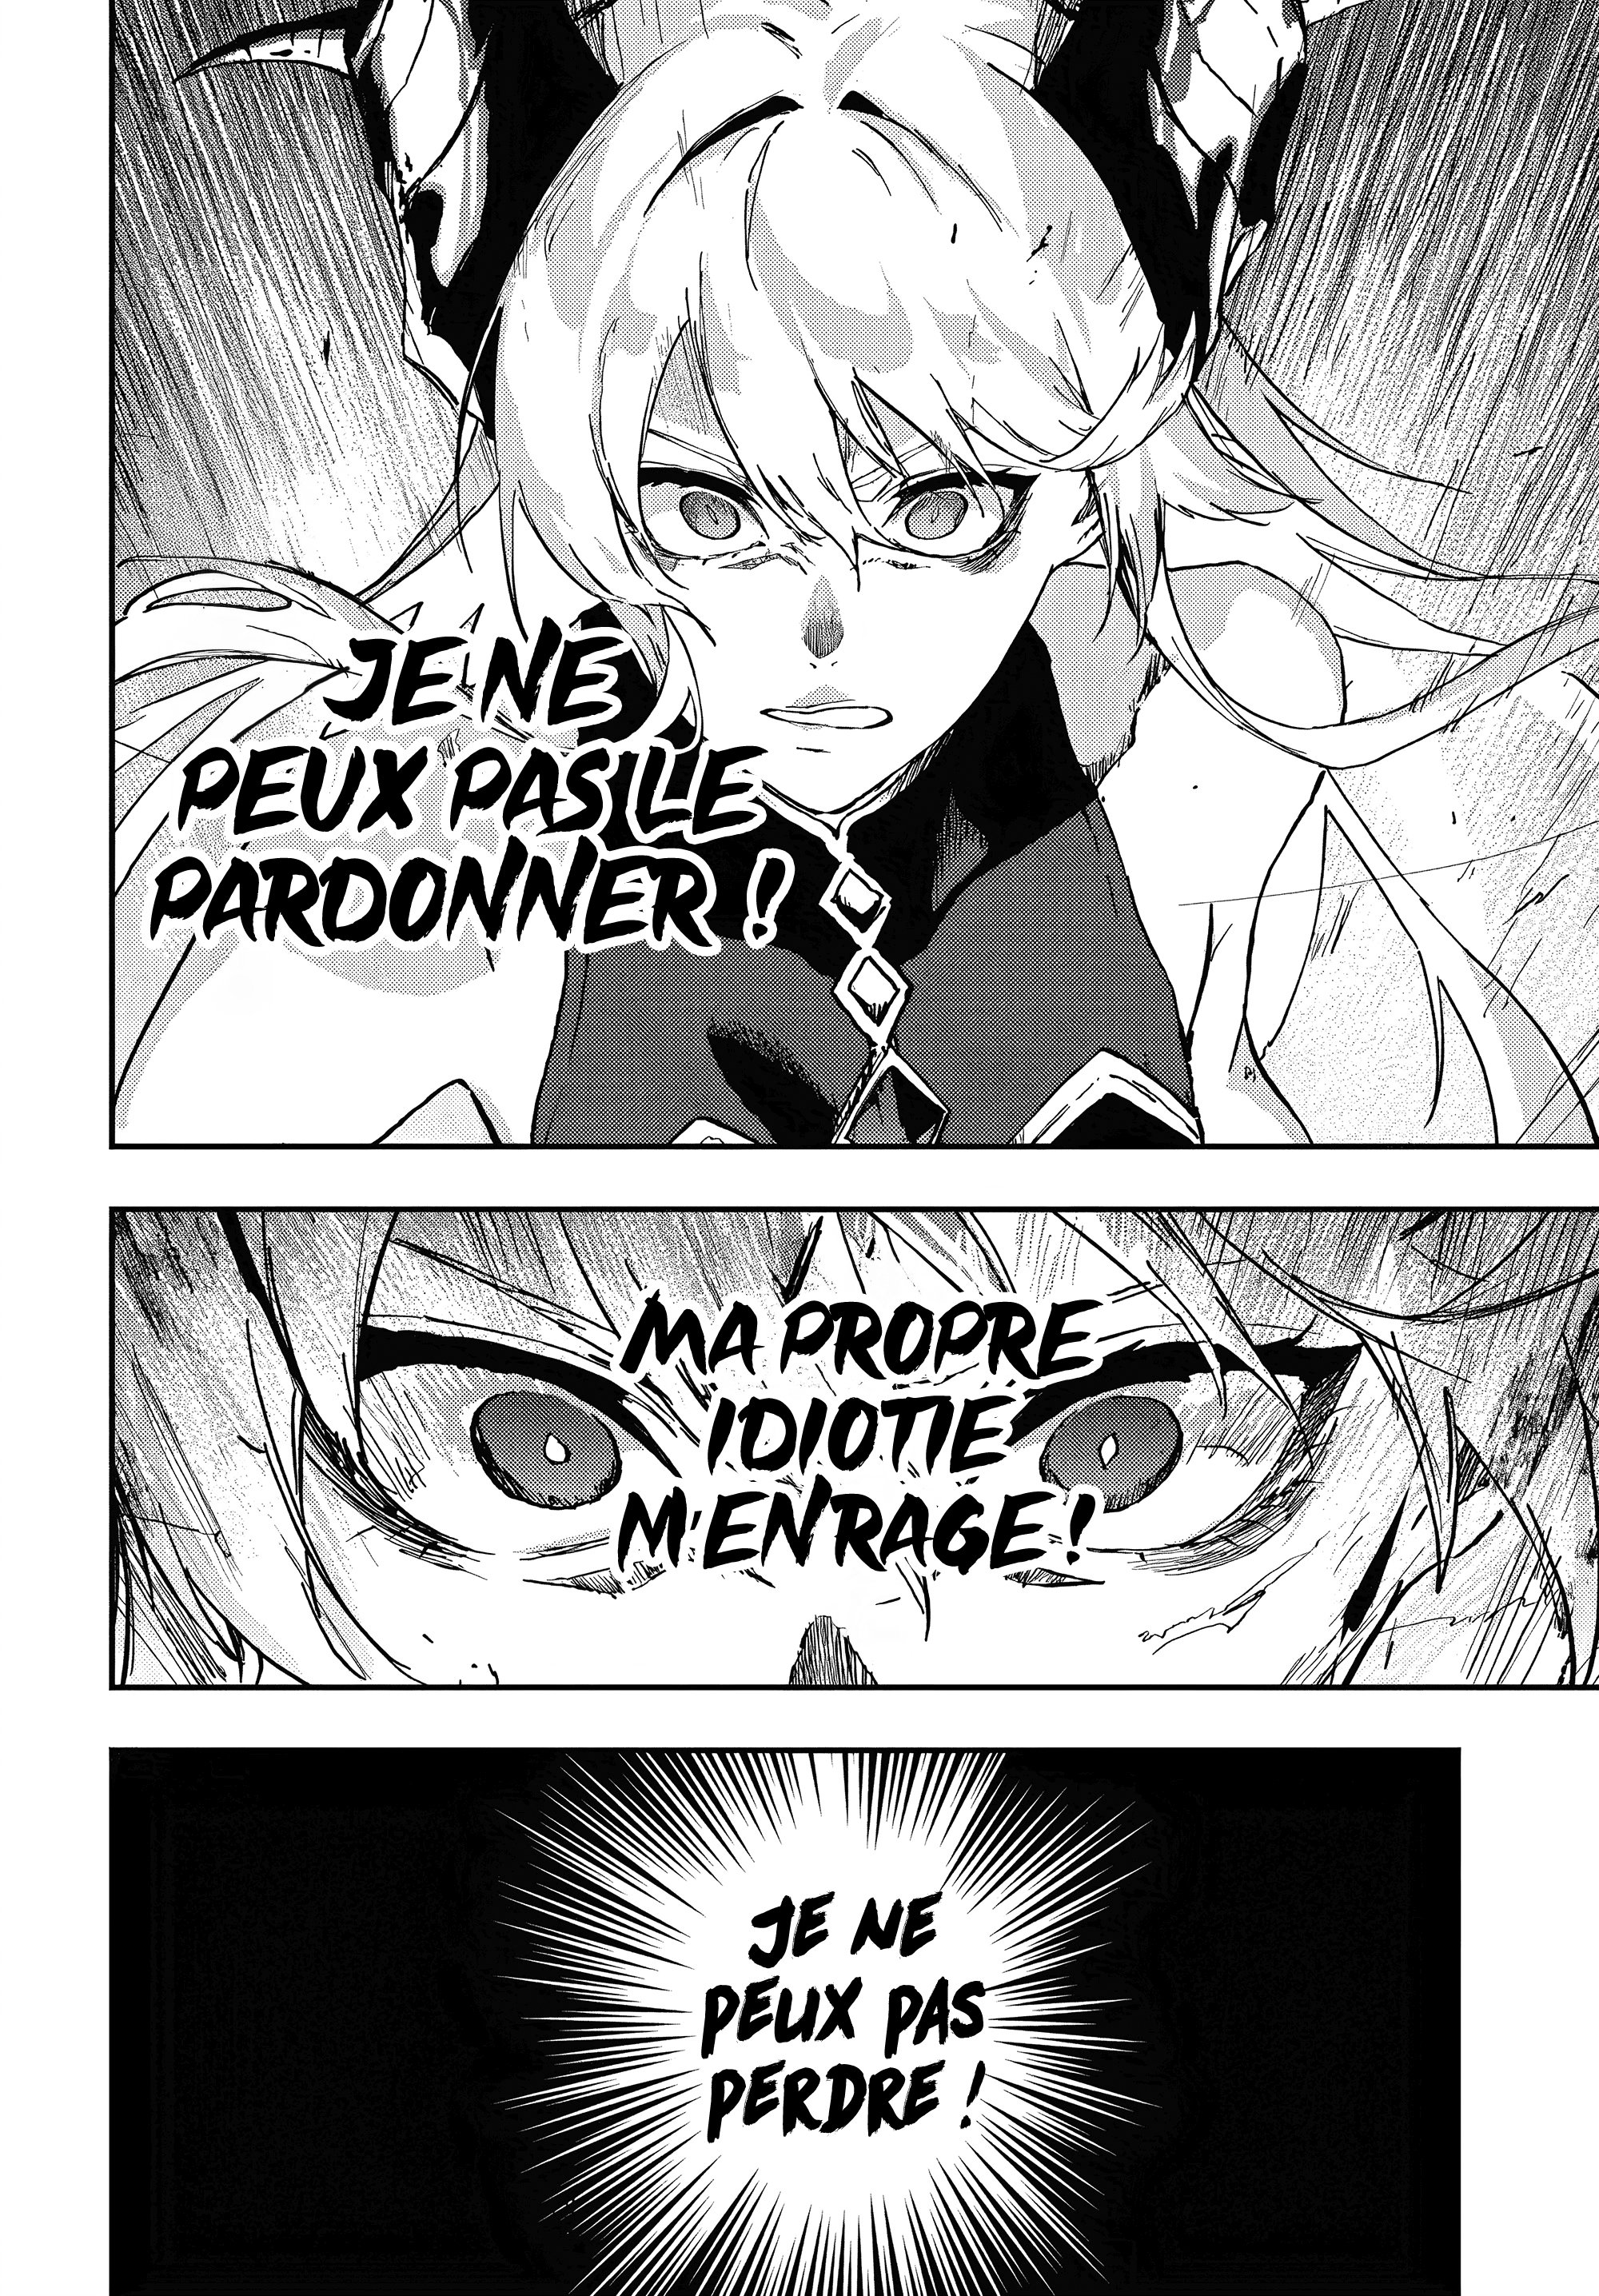 JE NE
PEUX PAS LE
PARDONNER !
MA PROPRE
IDIOTIE
M'ENRAGE !
JE NE
PEUX PAS
PERDRE !